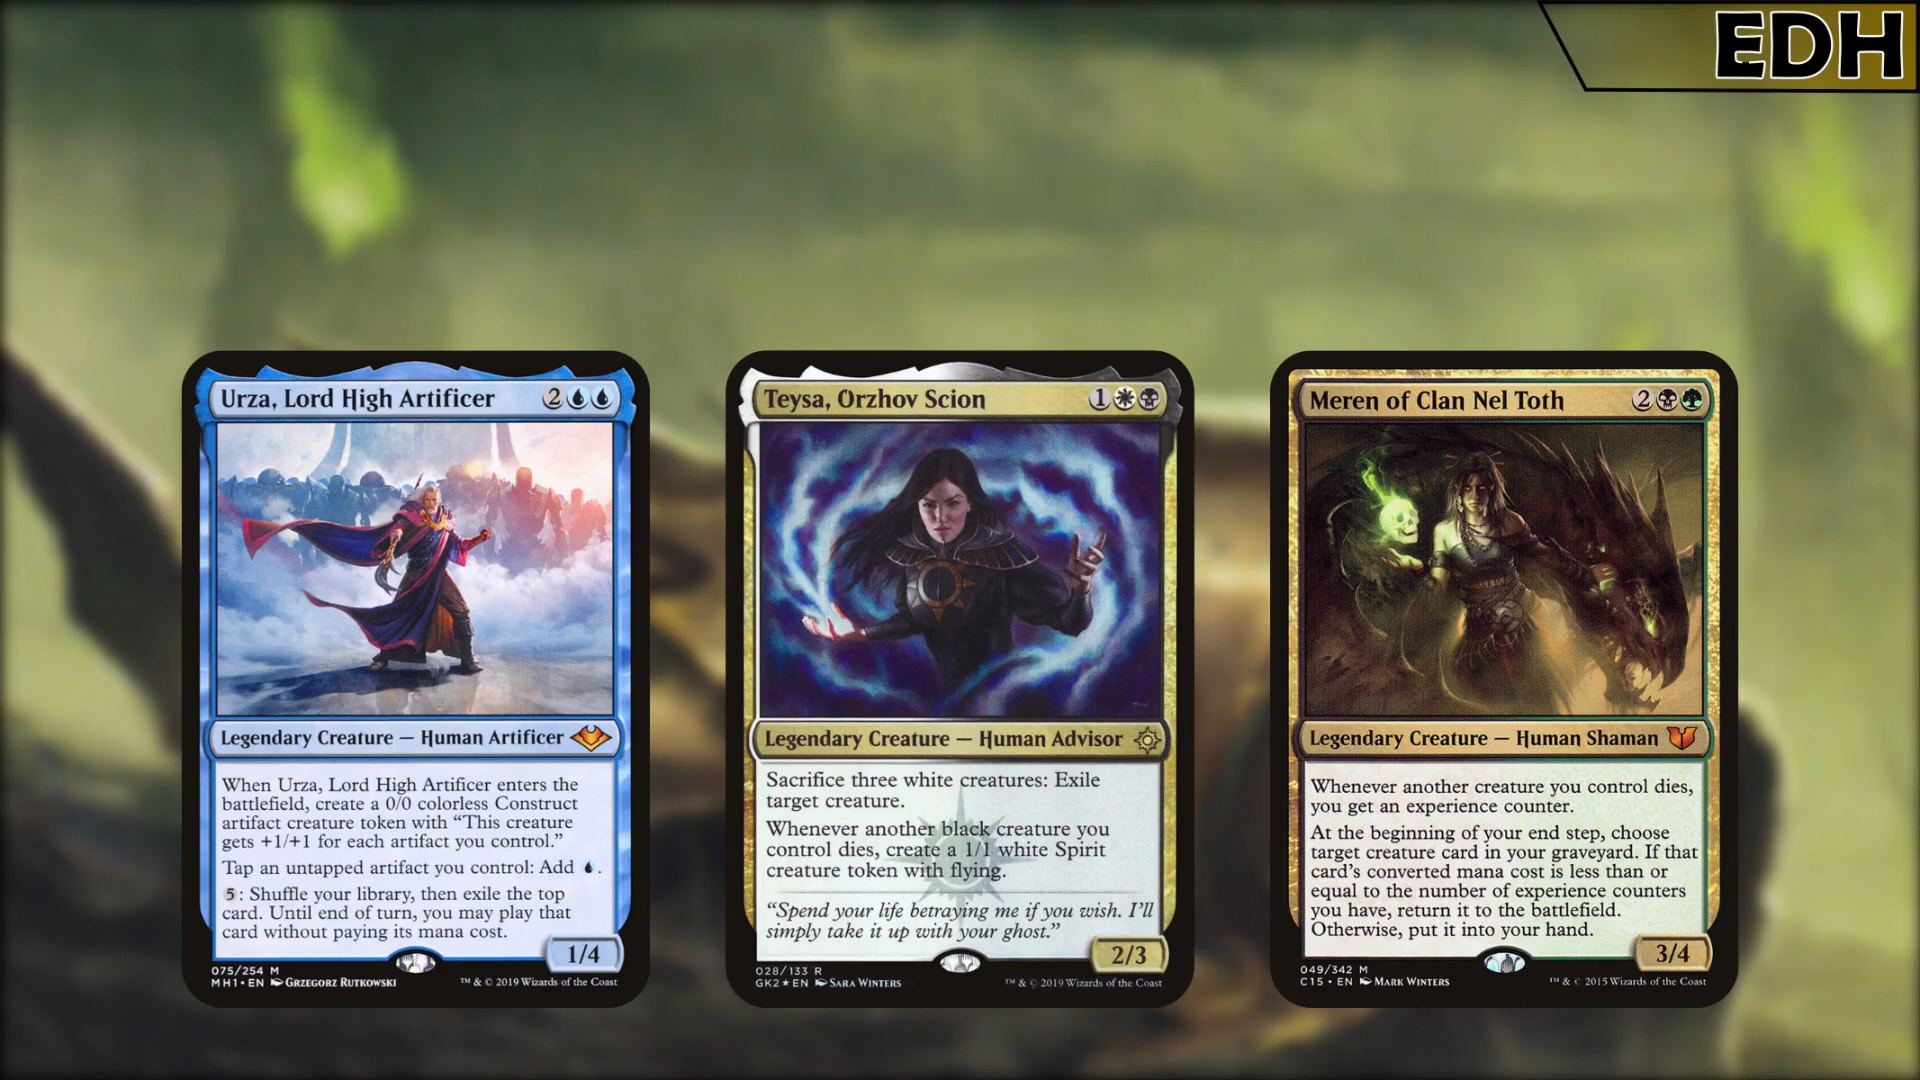 EDH
Urza, Lord High Artificer 2
Legendary Creature — Human Artificer
When Urza, Lord High Artificer enters the
battlefield, create a 0/0 colorless Construct
artifact creature token with “This creature
gets +1/+1 for each artifact you control.”
Tap an untapped artifact you control: Add .
5: Shuffle your library, then exile the top
card. Until end of turn, you may play that
card without paying its mana cost.
1/4
075/254 M
MH1 • EN Grzegorz Rutkowski ™ & © 2019 Wizards of the Coast
Teysa, Orzhov Scion 1
Legendary Creature — Human Advisor
Sacrifice three white creatures: Exile
target creature.
Whenever another black creature you
control dies, create a 1/1 white Spirit
creature token with flying.
“Spend your life betraying me if you wish. I’ll
simply take it up with your ghost.”
2/3
028/133 R
GK2 ★ EN Sara Winters ™ & © 2019 Wizards of the Coast
Meren of Clan Nel Toth 2
Legendary Creature — Human Shaman
Whenever another creature you control dies,
you get an experience counter.
At the beginning of your end step, choose
target creature card in your graveyard. If that
card’s converted mana cost is less than or
equal to the number of experience counters
you have, return it to the battlefield.
Otherwise, put it into your hand.
3/4
049/342 M
C15 • EN Mark Winters ™ & © 2015 Wizards of the Coast